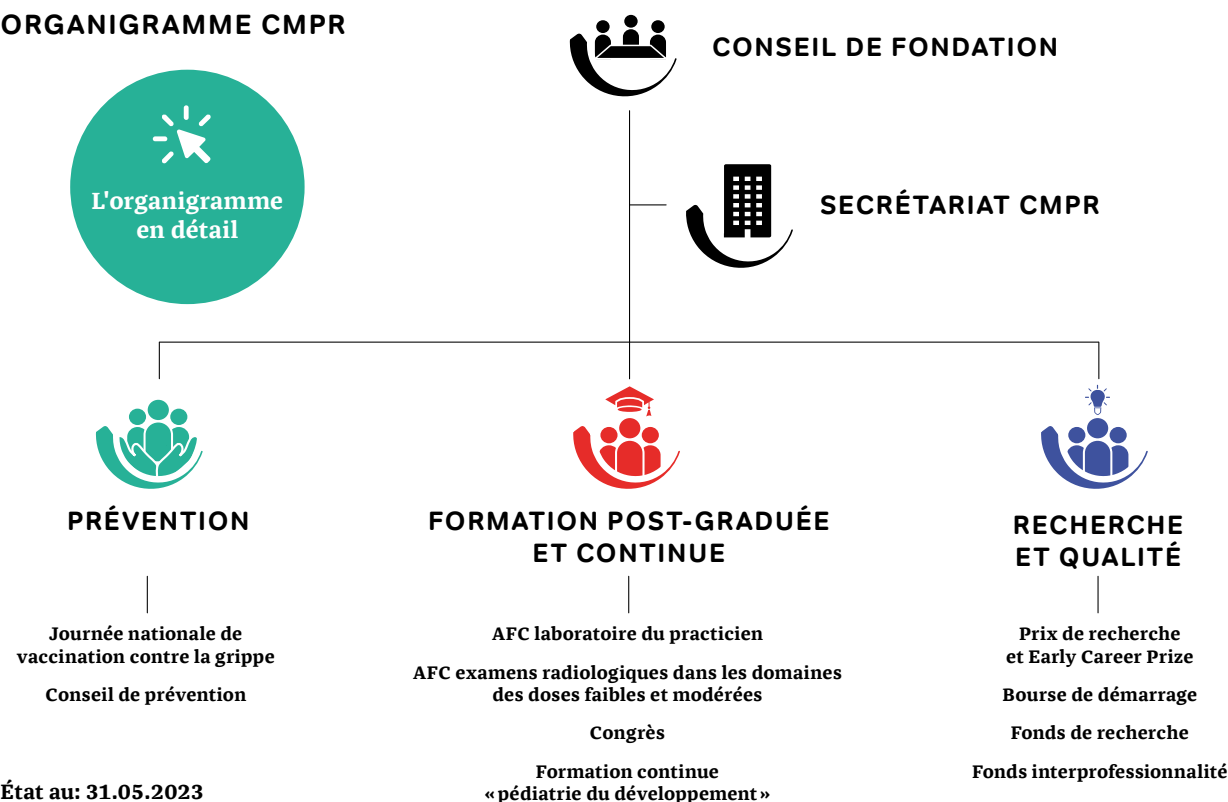 ORGANIGRAMME CMPR
CONSEIL DE FONDATION
L'organigramme
en détail
SECRÉTARIAT CMPR
PRÉVENTION
Journée nationale de
vaccination contre la grippe
Conseil de prévention
FORMATION POST-GRADUÉE
ET CONTINUE
AFC laboratoire du practicien
AFC examens radiologiques dans les domaines
des doses faibles et modérées
Congrès
Formation continue
«pédiatrie du développement»
RECHERCHE
ET QUALITÉ
Prix de recherche
et Early Career Prize
Bourse de démarrage
Fonds de recherche
Fonds interprofessionnalité
État au: 31.05.2023